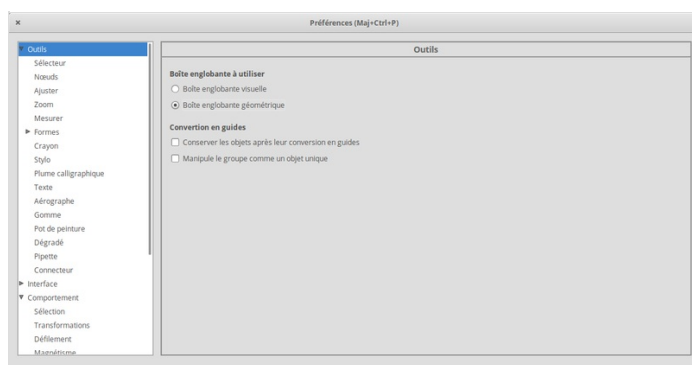 Préférences (Maj+Ctrl+P)
Outils
Sélecteur
Nœuds
Ajuster
Zoom
Mesurer
Formes
Crayon
Stylo
Plume calligraphique
Texte
Aérographe
Gomme
Pot de peinture
Dégradé
Pipette
Connecteur
Interface
Comportement
Sélection
Transformations
Défilement
Magnétisme
Outils
Boîte englobante à utiliser
Boîte englobante visuelle
Boîte englobante géométrique
Convertion en guides
Conserver les objets après leur conversion en guides
Manipule le groupe comme un objet unique